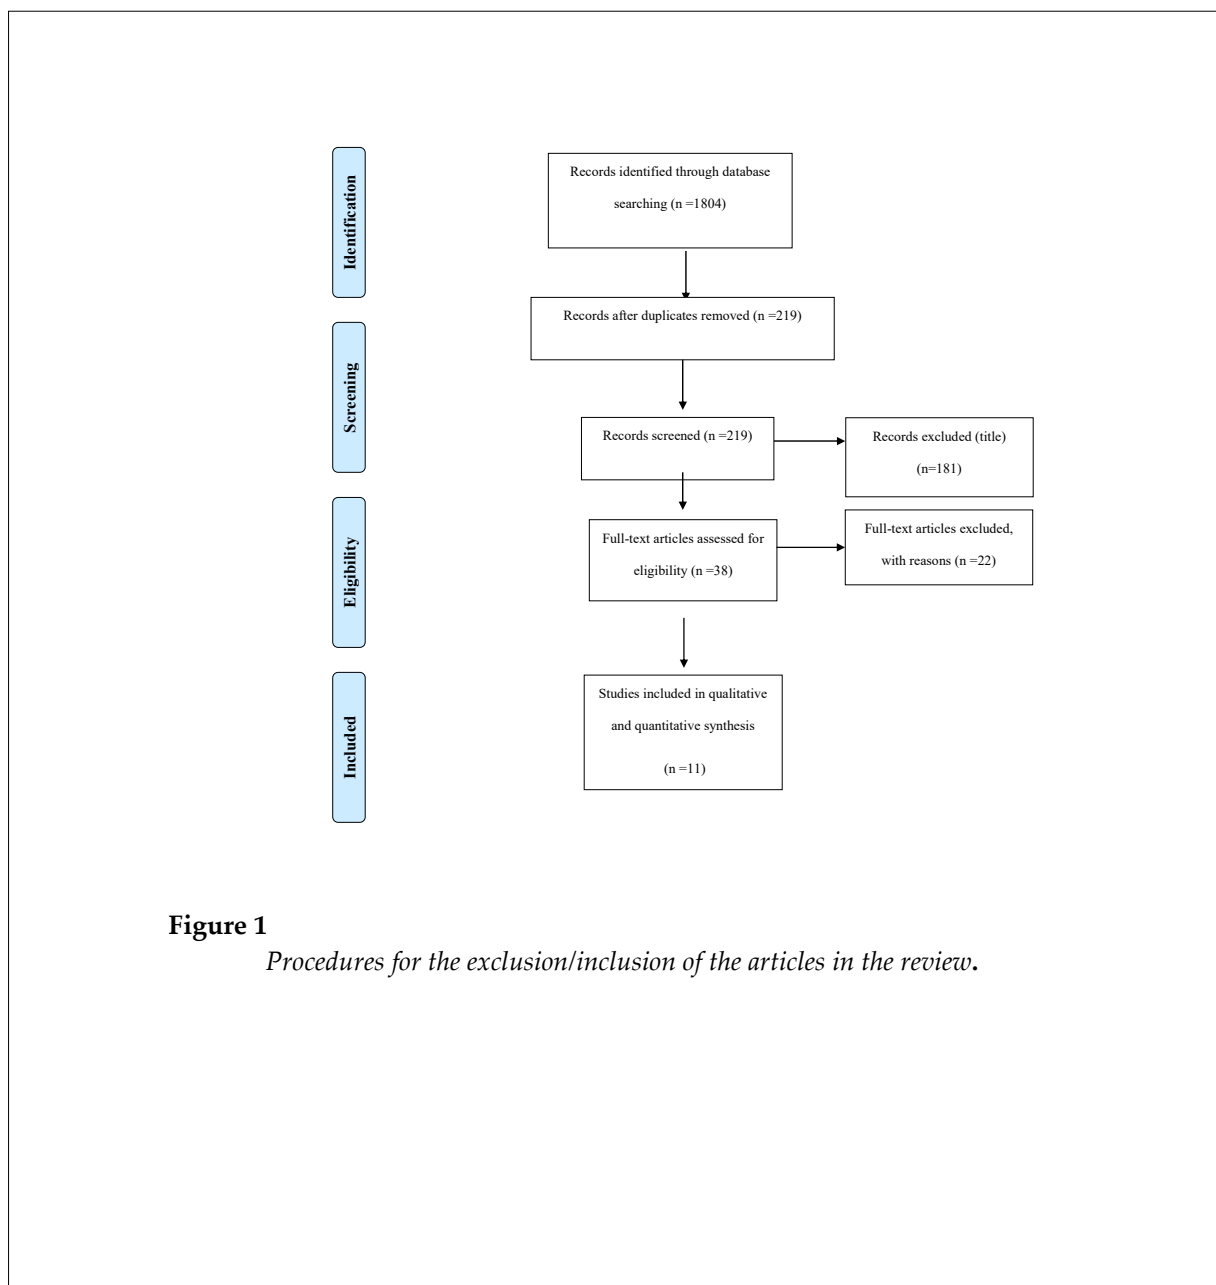 Identification
Records identified through database
searching (n =1804)
Records after duplicates removed (n =219)
Screening
Records screened (n =219)
Records excluded (title)
(n=181)
Eligibility
Full-text articles assessed for
eligibility (n =38)
Full-text articles excluded,
with reasons (n =22)
Included
Studies included in qualitative
and quantitative synthesis
(n =11)
Figure 1
Procedures for the exclusion/inclusion of the articles in the review.